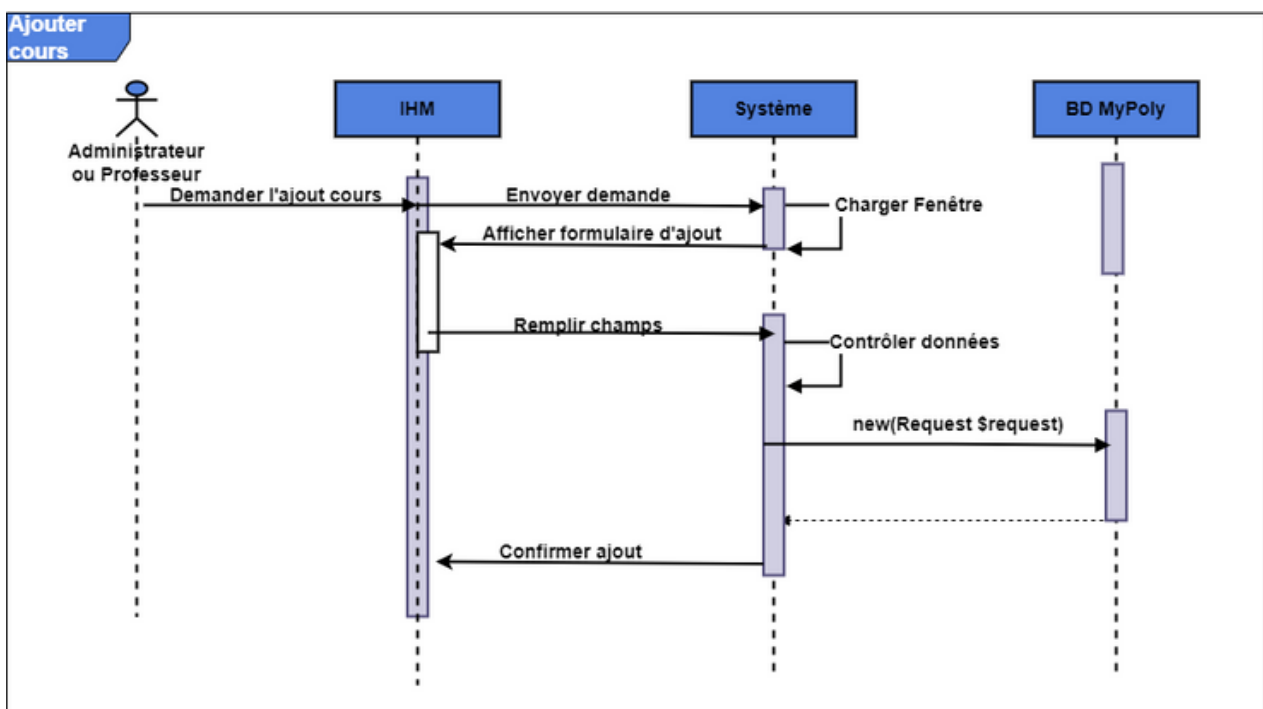 Ajouter
cours
IHM
Système
BD MyPoly
Administrateur
ou Professeur
Demander l'ajout cours
Envoyer demande
Charger Fenêtre
Afficher formulaire d'ajout
Remplir champs
Contrôler données
new(Request $request)
Confirmer ajout